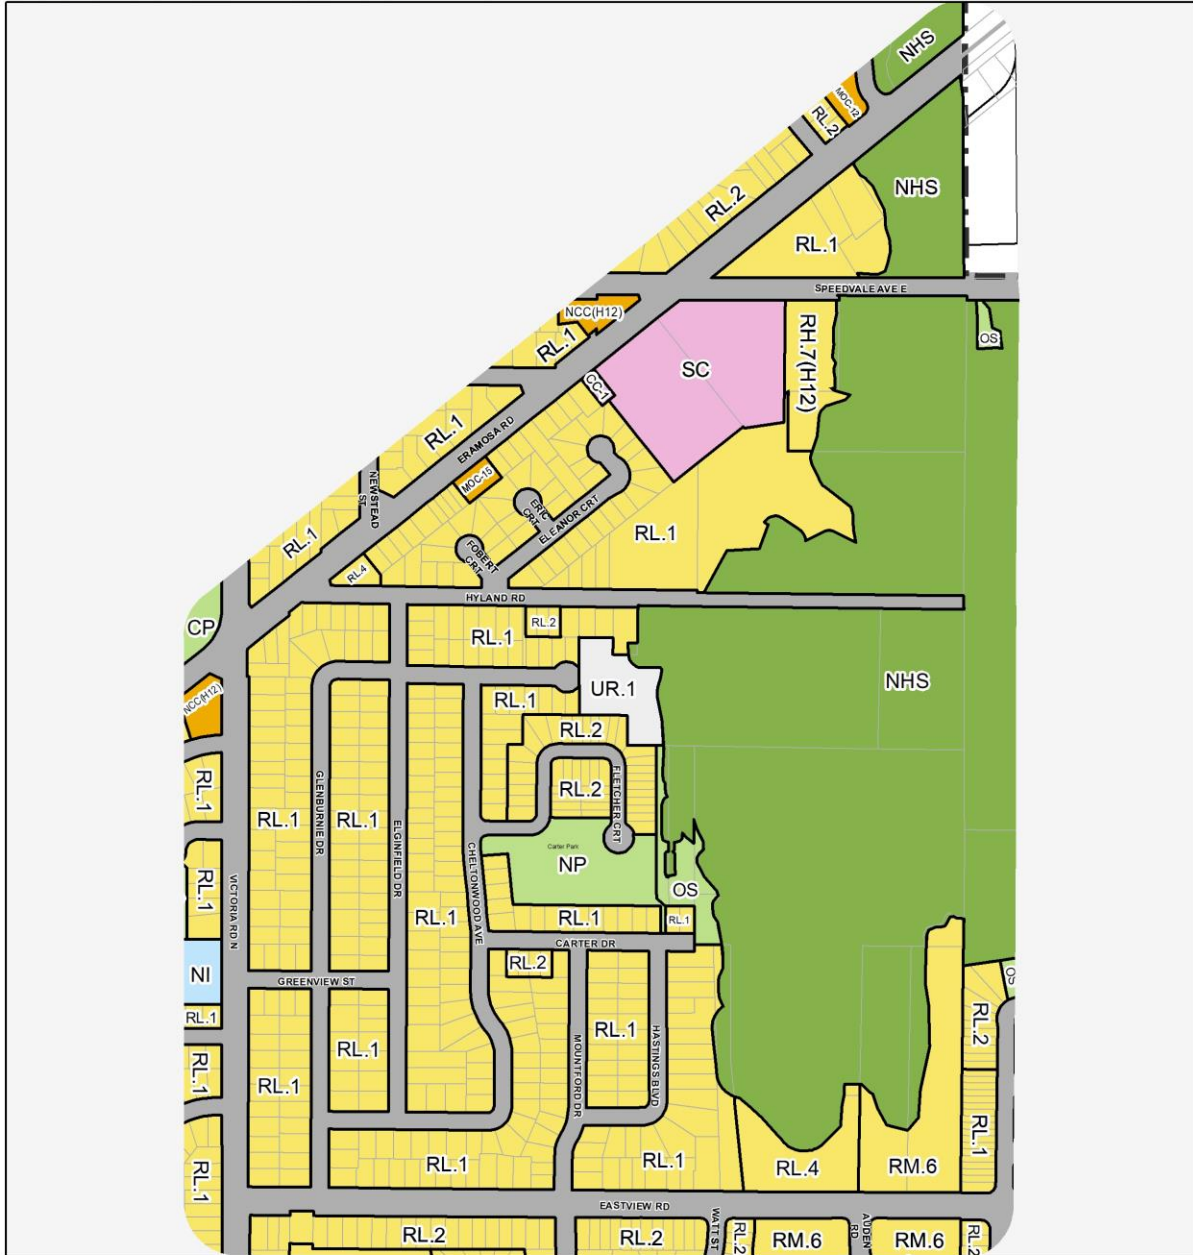 NHS
MOC-12
RL.2
RL.2
NHS
RL.1
SPEEDVALE AVE E
NCC(H12)
RL.1
OS
RH.7(H12)
SC
CC-1
RL.1
ERAMOSA RD
MOC-15
NEWSTEAD ST
ERIC CRT
ELEANOR CRT
RL.1
RL.1
FOBERT CRT
RL.4
HYLAND RD
CP
RL.1
RL.2
NHS
UR.1
NCC(H12)
RL.1
RL.2
RL.1
RL.2
FLETCHER CRT
GLENBURNIE DR
RL.1
RL.1
ELGINFIELD DR
Carter Park
NP
CHELTONWOOD AVE
RL.1
OS
VICTORIA RD N
RL.1
RL.1
RL.1
CARTER DR
RL.2
NI
GREENVIEW ST
OS
RL.1
RL.2
RL.1
HASTINGS BLVD
RL.1
RL.1
MOUNTFORD DR
RL.1
RL.1
RL.1
RL.1
RL.1
RL.4
RM.6
EASTVIEW RD
RL.2
RL.2
WATT ST
RL.2
RM.6
AUDEN RD
RM.6
RL.2